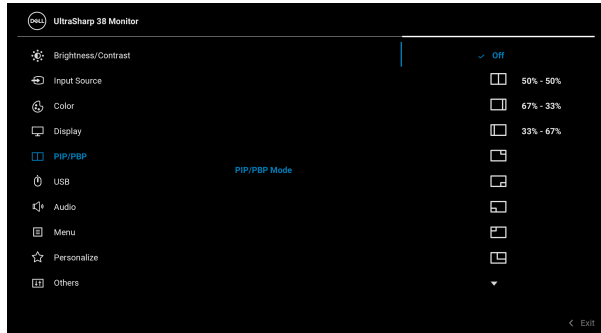 DELL UltraSharp 38 Monitor
Brightness/Contrast
Off
Input Source
50% - 50%
Color
67% - 33%
Display
33% - 67%
PIP/PBP
PIP/PBP Mode
USB
Audio
Menu
Personalize
Others
Exit